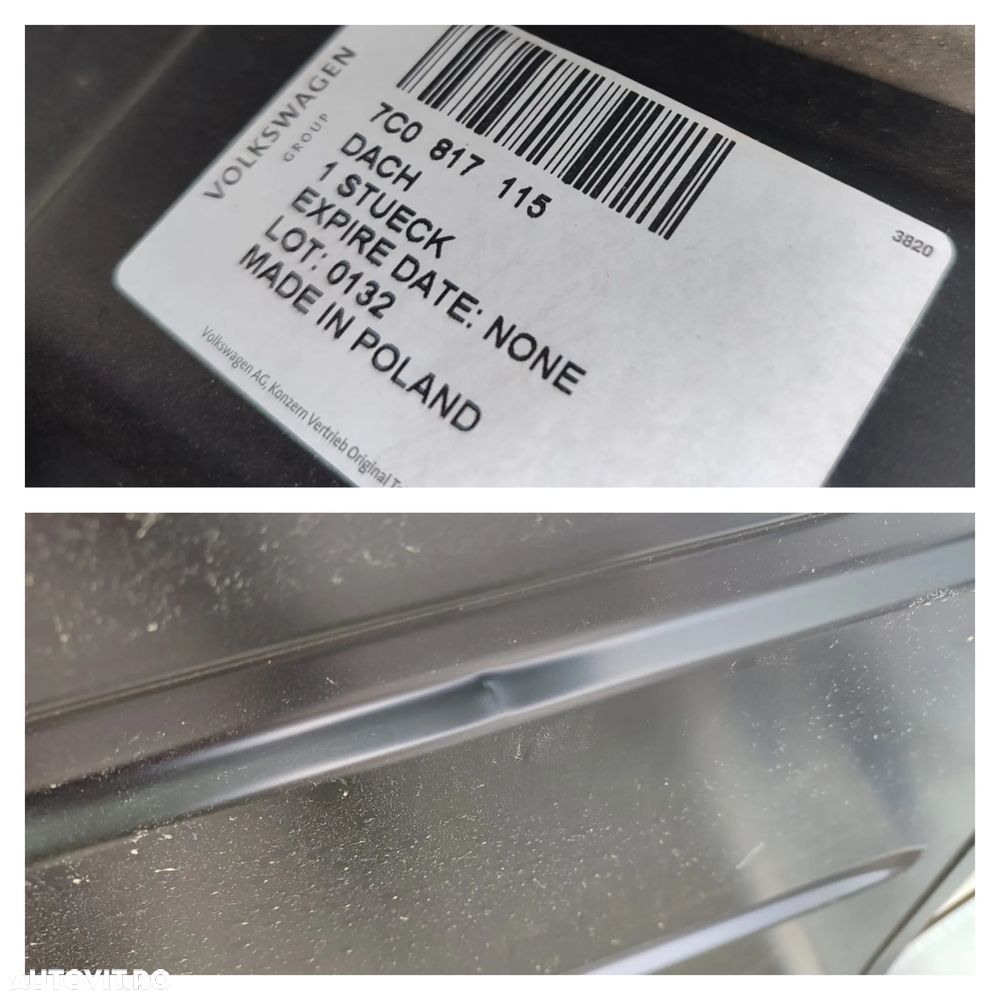 VOLKSWAGEN
GROUP
7C0 817 115
DACH
1 STUECK
EXPIRE DATE: NONE
LOT: 0132
MADE IN POLAND
3820
Volkswagen AG, Konzern Vertrieb Original
AUTOVIT.RO